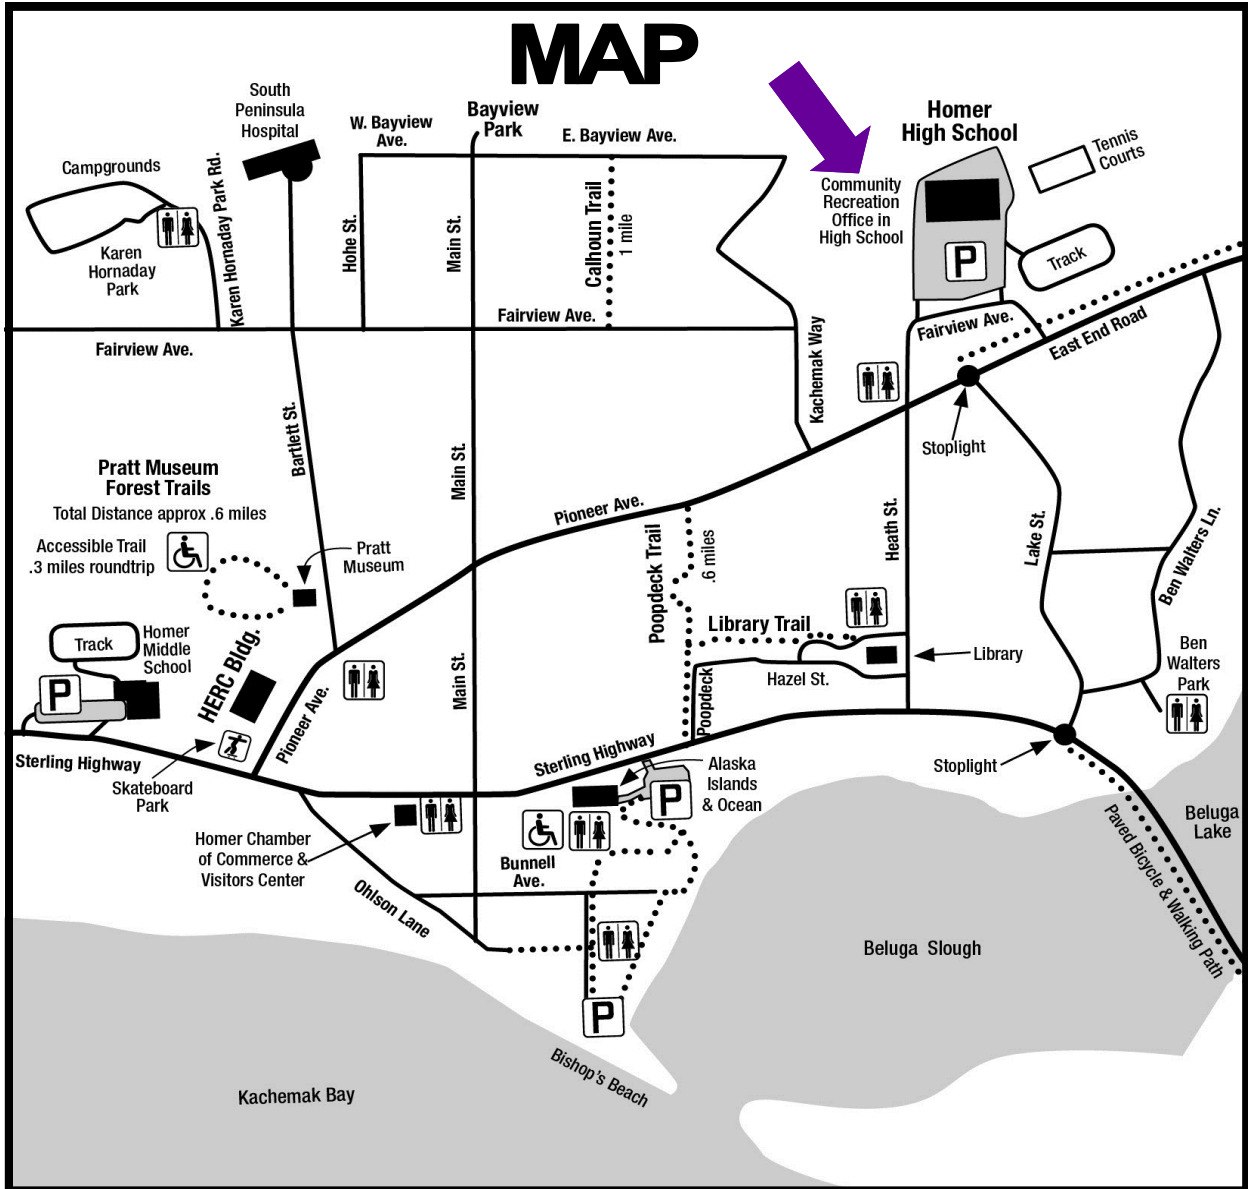 MAP
South
Peninsula
Hospital
Campgrounds
Karen
Hornaday
Park
Karen Hornaday Park Rd.
W. Bayview
Ave.
Bayview
Park
E. Bayview Ave.
Hohe St.
Main St.
Calhoun Trail
1 mile
Community
Recreation
Office in
High School
Homer
High School
Tennis
Courts
P
Track
Fairview Ave.
Fairview Ave.
Fairview Ave.
East End Road
Kachemak Way
Stoplight
Bartlett St.
Main St.
Pratt Museum
Forest Trails
Total Distance approx .6 miles
Accessible Trail
.3 miles roundtrip
Pratt
Museum
Pioneer Ave.
Poopdeck Trail
.6 miles
Heath St.
Lake St.
Ben Walters Ln.
Library Trail
Library
Hazel St.
Poopdeck
Ben
Walters
Park
Track
Homer
Middle
School
P
HERC Bldg.
Pioneer Ave.
Main St.
Sterling Highway
Skateboard
Park
Sterling Highway
Alaska
Islands
& Ocean
P
Stoplight
Beluga
Lake
Homer Chamber
of Commerce &
Visitors Center
Bunnell
Ave.
Ohlson Lane
Paved Bicycle & Walking Path
Beluga Slough
P
Bishop's Beach
Kachemak Bay